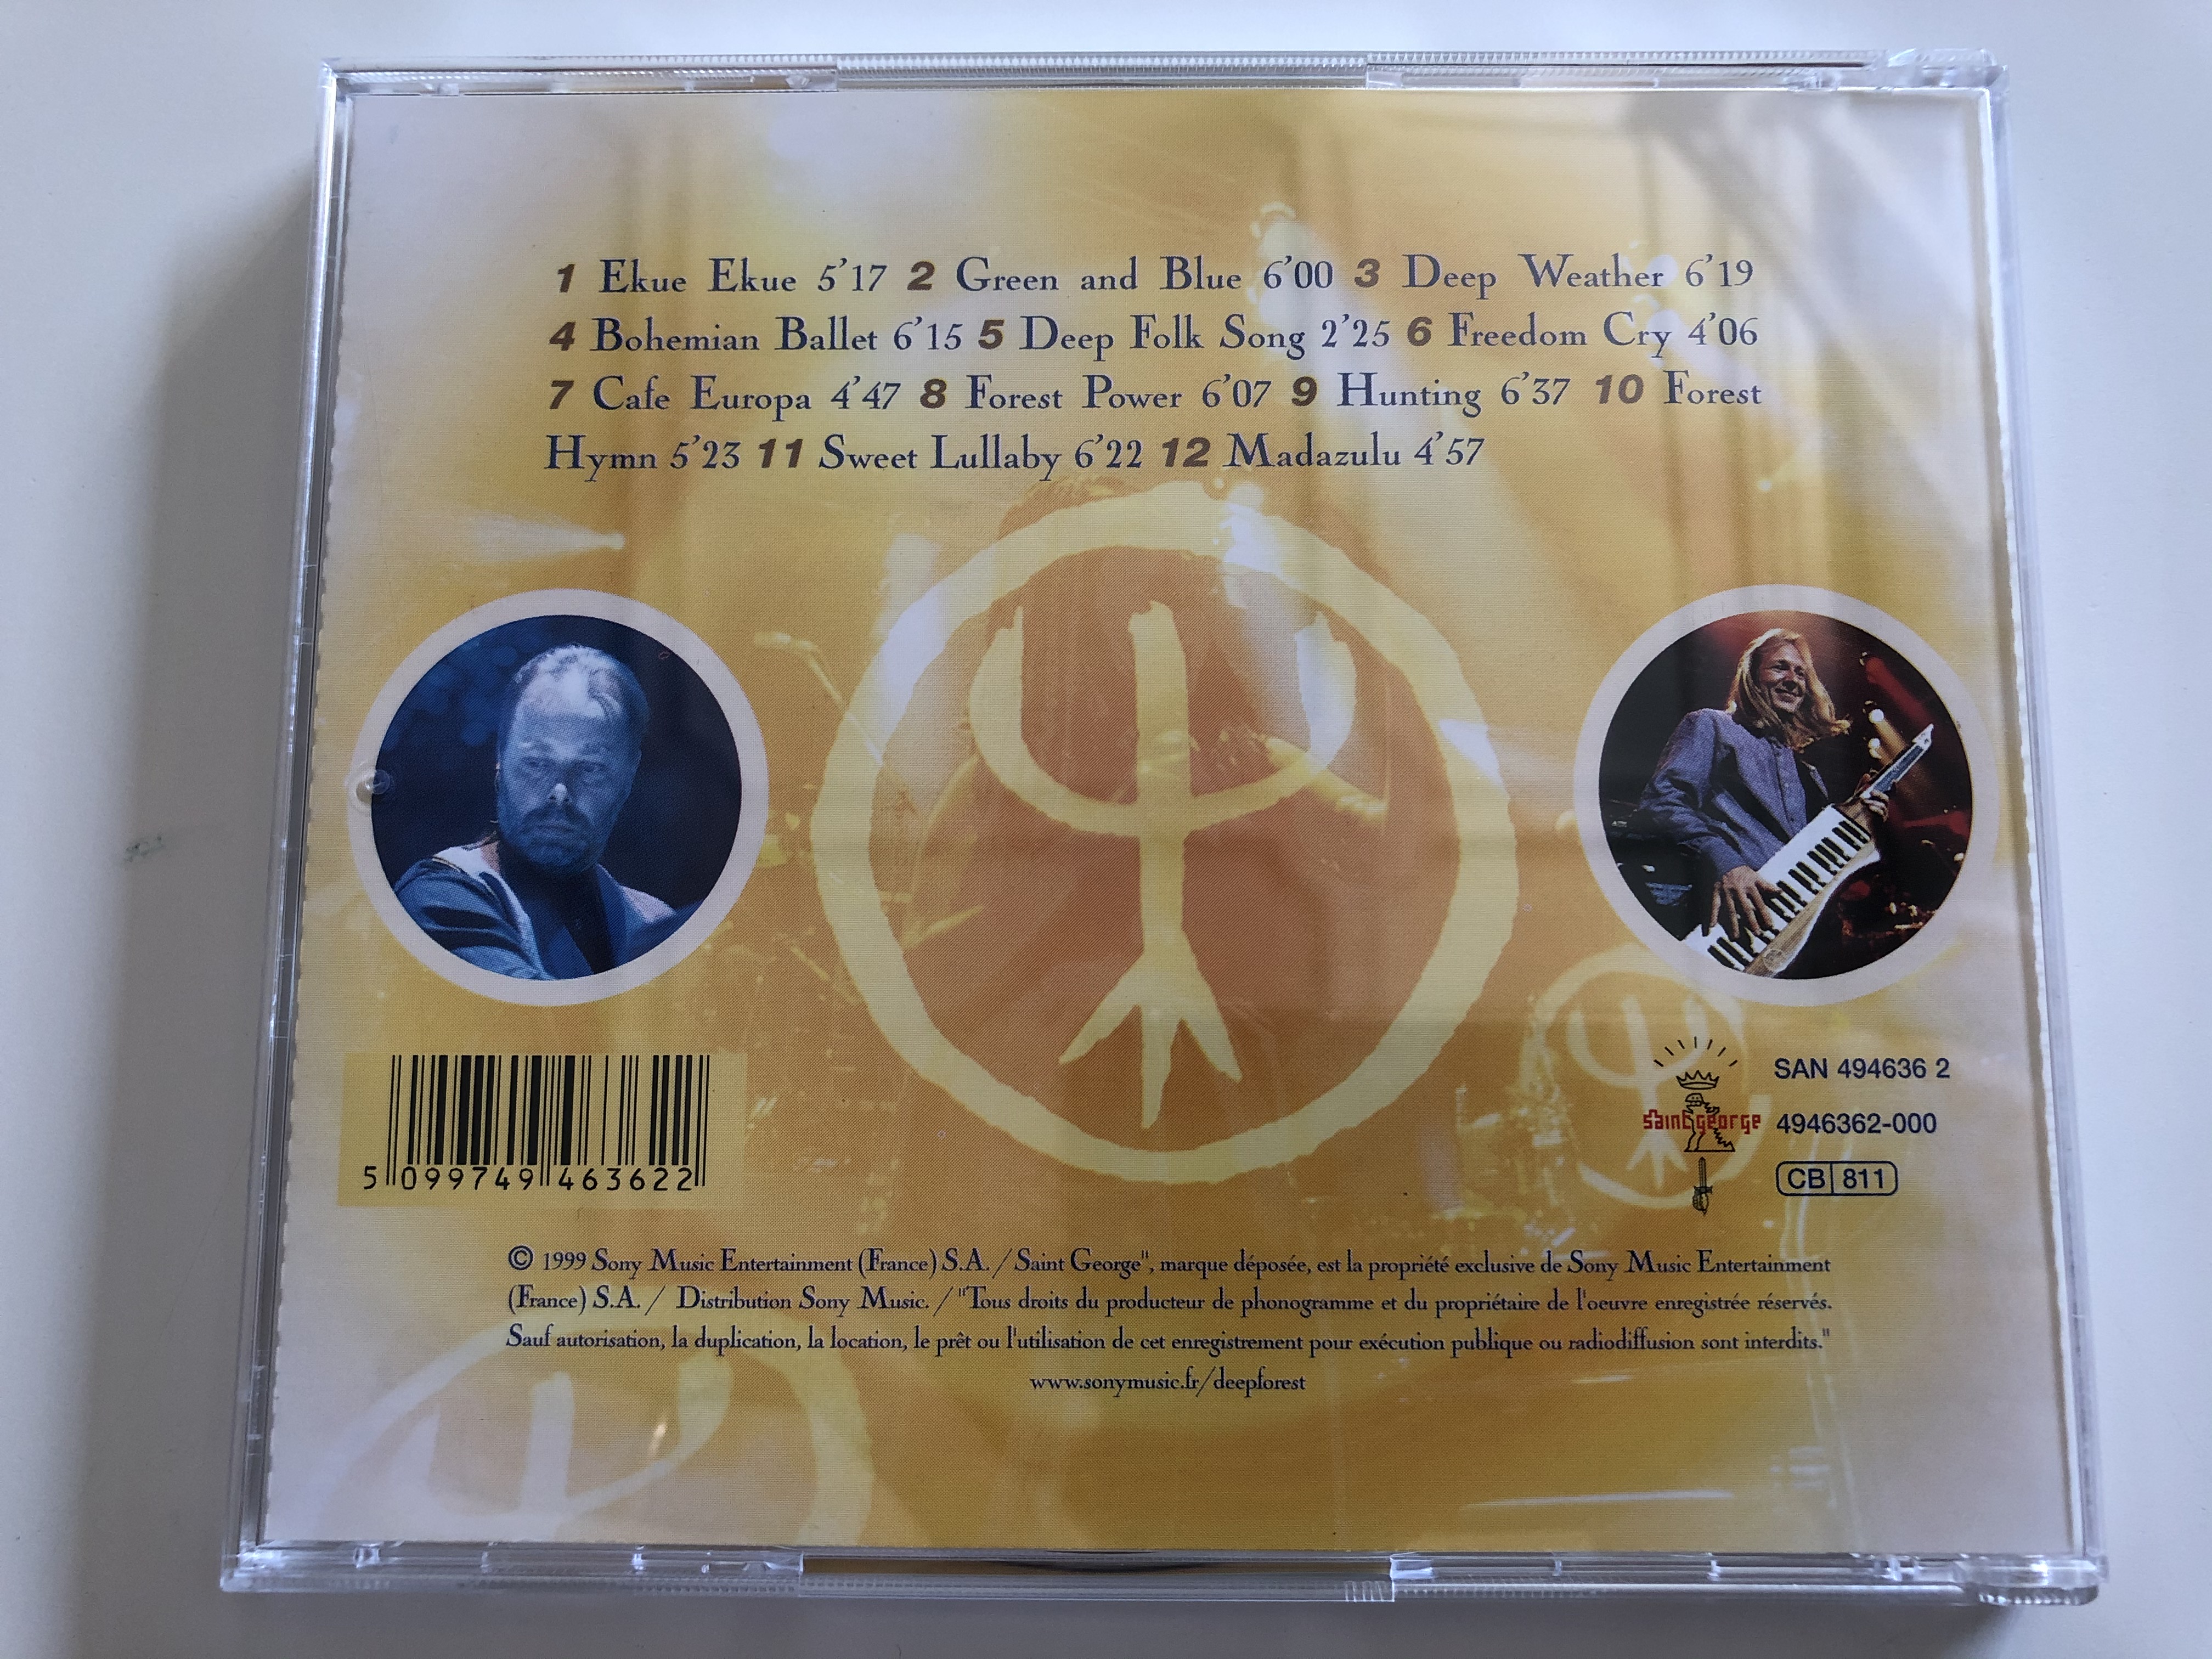 1 Ekue Ekue 5'17 2 Green and Blue 6'00 3 Deep Weather 6'19
4 Bohemian Ballet 6'15 5 Deep Folk Song 2'25 6 Freedom Cry 4'06
7 Cafe Europa 4'47 8 Forest Power 6'07 9 Hunting 6'37 10 Forest
Hymn 5'23 11 Sweet Lullaby 6'22 12 Madazulu 4'57
SAN 494636 2
saint george 4946362-000
CB 811
5 099749 463622
© 1999 Sony Music Entertainment (France) S.A. / Saint George", marque déposée, est la propriété exclusive de Sony Music Entertainment
(France) S.A. / Distribution Sony Music. / "Tous droits du producteur de phonogramme et du propriétaire de l'oeuvre enregistrée réservés.
Sauf autorisation, la duplication, la location, le prêt ou l'utilisation de cet enregistrement pour exécution publique ou radiodiffusion sont interdits."
www.sonymusic.fr/deepforest